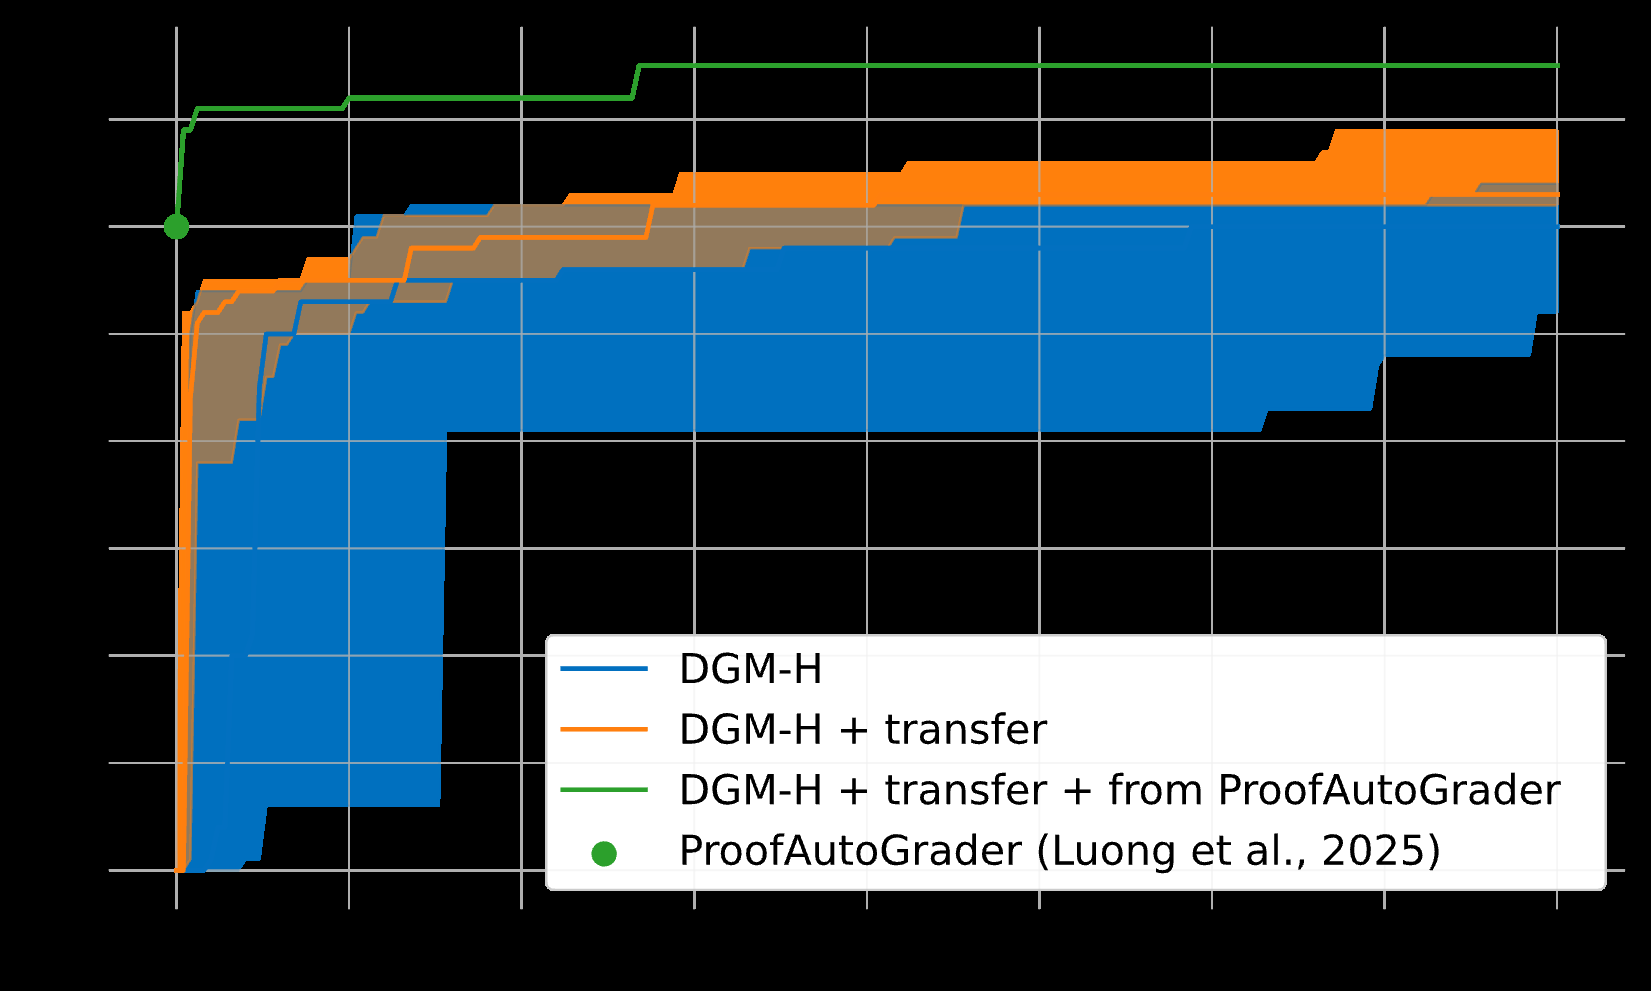 DGM-H
DGM-H + transfer
DGM-H + transfer + from ProofAutoGrader
ProofAutoGrader (Luong et al., 2025)